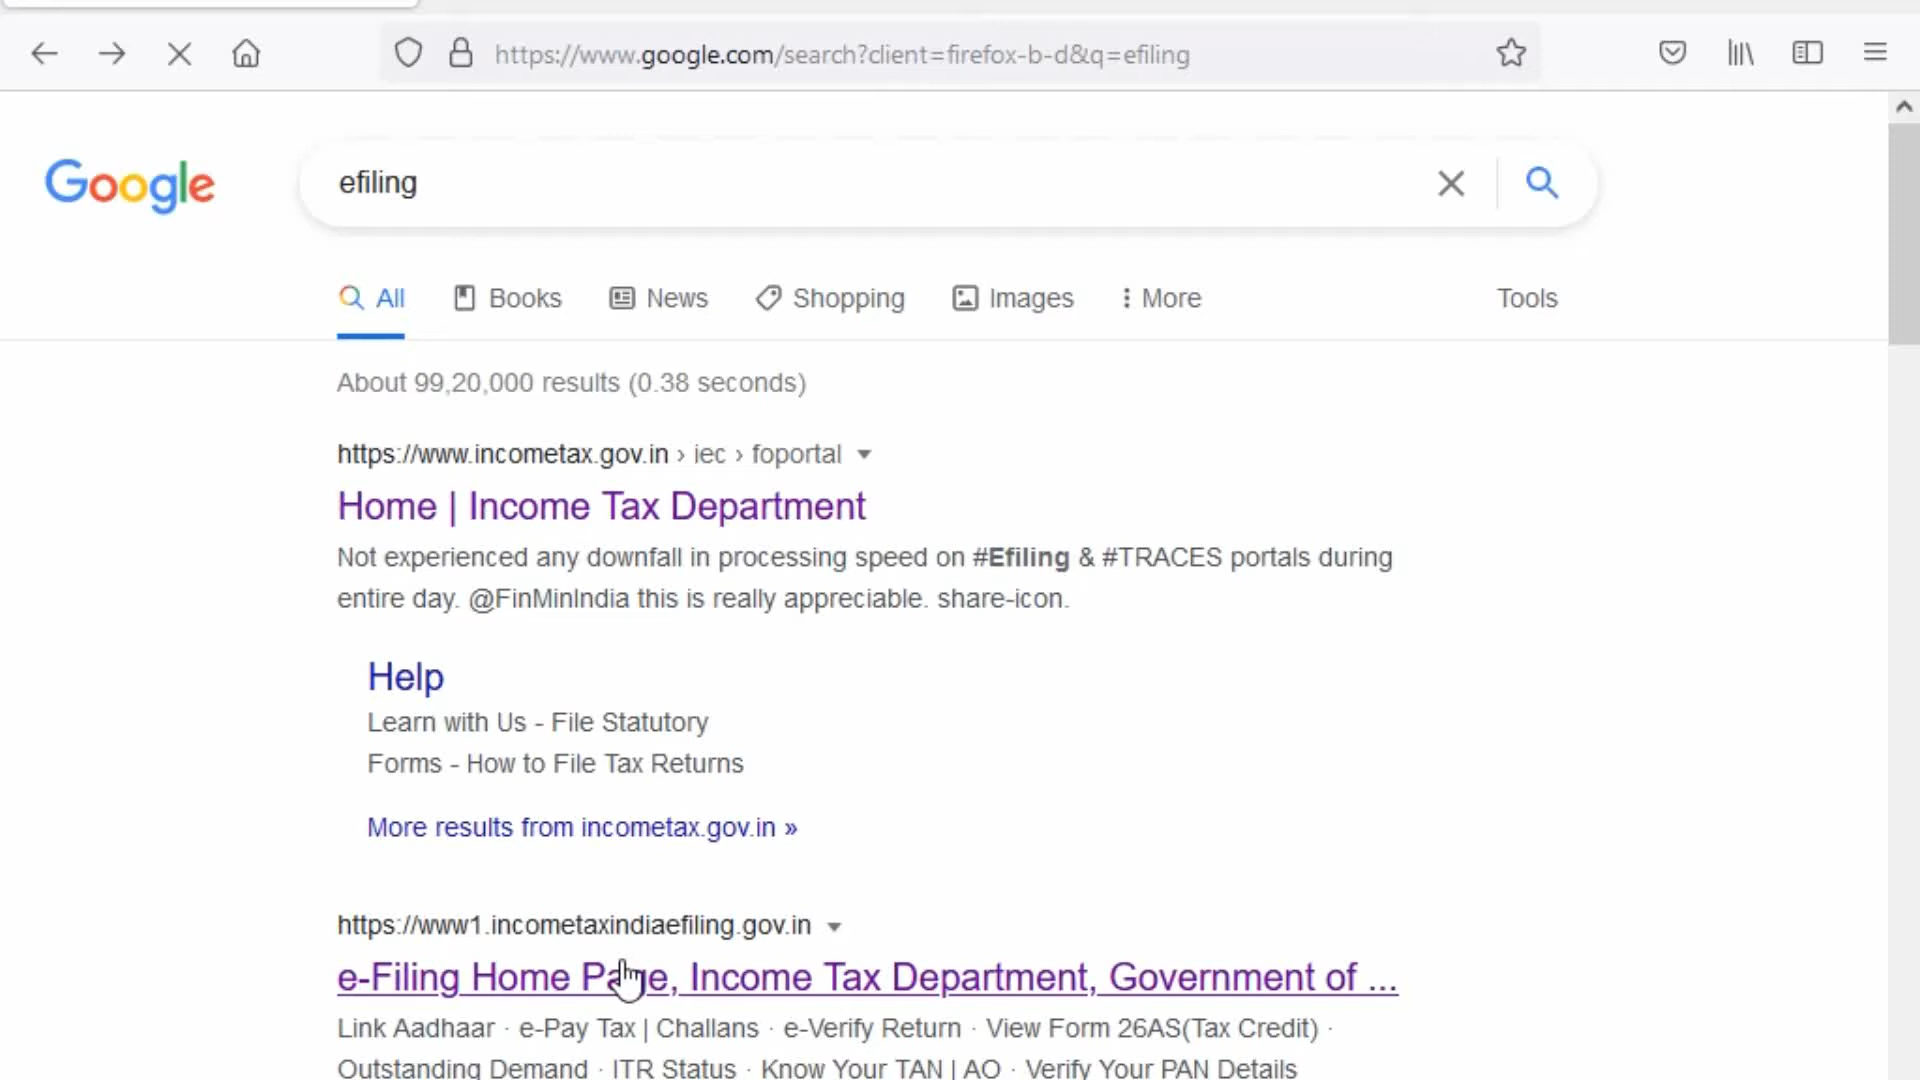 https://www.google.com/search?client=firefox-b-d&q=efiling
Google
efiling
All Books News Shopping Images More Tools
About 99,20,000 results (0.38 seconds)
https://www.incometax.gov.in › iec › foportal
Home | Income Tax Department
Not experienced any downfall in processing speed on #Efiling & #TRACES portals during
entire day. @FinMinIndia this is really appreciable. share-icon.
Help
Learn with Us - File Statutory
Forms - How to File Tax Returns
More results from incometax.gov.in »
https://www1.incometaxindiaefiling.gov.in
e-Filing Home Page, Income Tax Department, Government of ...
Link Aadhaar · e-Pay Tax | Challans · e-Verify Return · View Form 26AS(Tax Credit) ·
Outstanding Demand · ITR Status · Know Your TAN | AO · Verify Your PAN Details